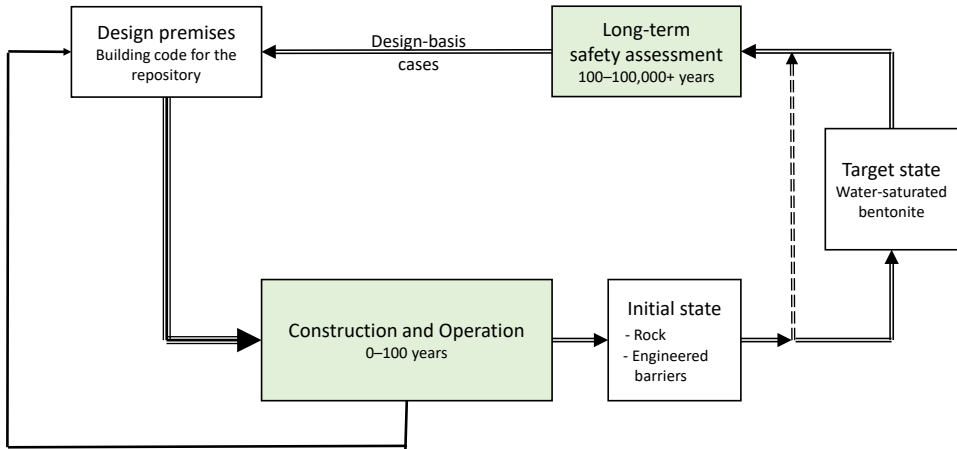 Design premises
Building code for the
repository
Design-basis
cases
Long-term
safety assessment
100–100,000+ years
Target state
Water-saturated
bentonite
Construction and Operation
0–100 years
Initial state
- Rock
- Engineered
barriers